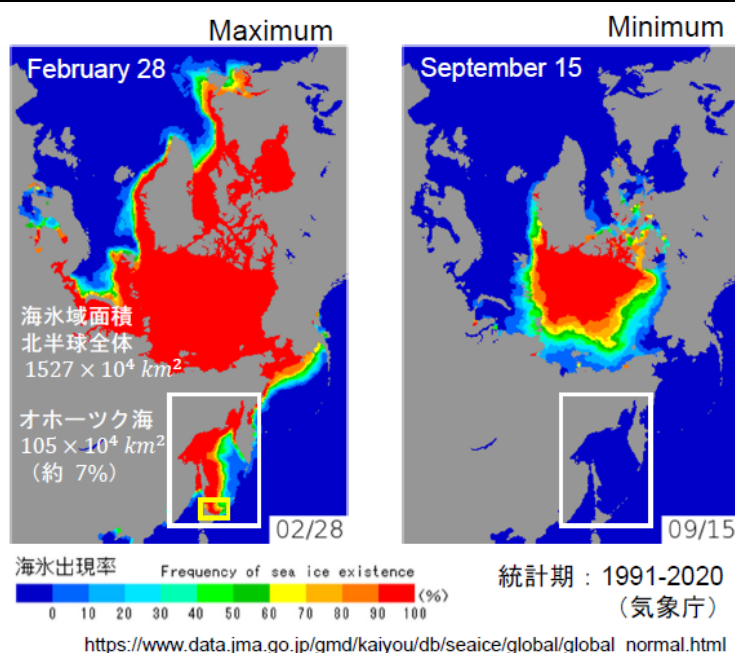 Maximum
February 28
海氷域面積
北半球全体
1527 × 10⁴ km²
オホーツク海
105 × 10⁴ km²
（約 7%）
02/28
Minimum
September 15
09/15
海氷出現率 Frequency of sea ice existence
(%)
0 10 20 30 40 50 60 70 80 90 100
統計期：1991-2020
（気象庁）
https://www.data.jma.go.jp/gmd/kaiyou/db/seaice/global/global_normal.html